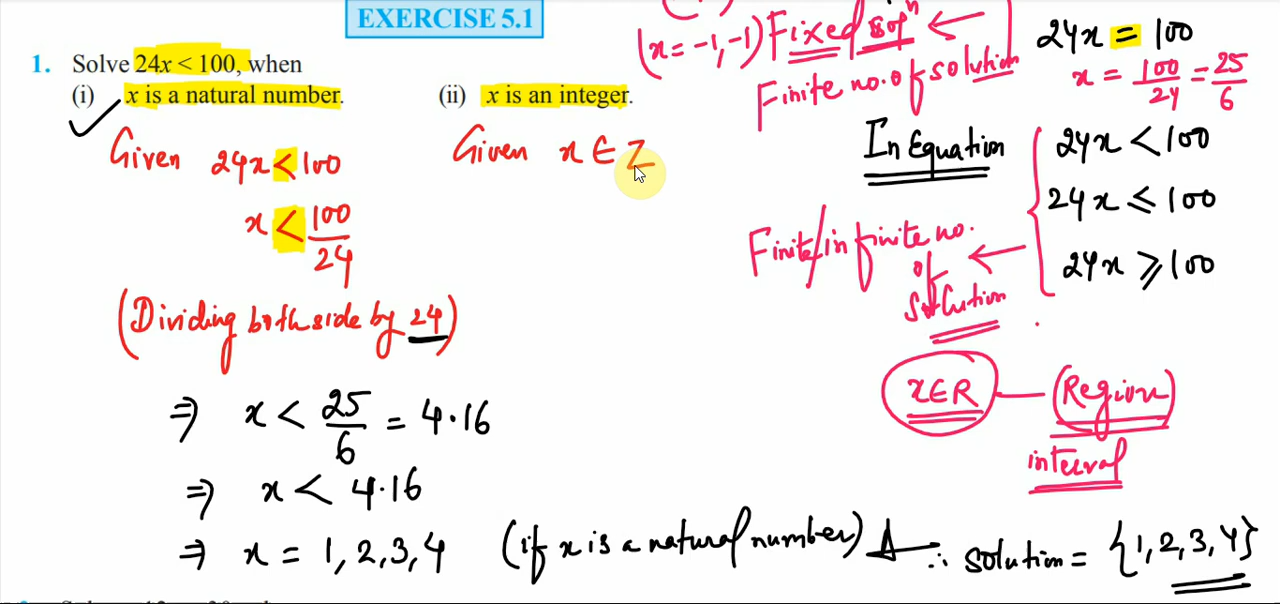 EXERCISE 5.1
1. Solve 24x < 100, when
(i) x is a natural number.
(ii) x is an integer.
Given 24x < 100
x < 100/24
(Dividing both side by 24)
⇒ x < 25/6 = 4.16
⇒ x < 4.16
⇒ x = 1, 2, 3, 4 (if x is a natural number)
∴ solution = {1, 2, 3, 4}
Given x ∈ Z
(x = -1, -1) Fixed solⁿ
Finite no. of solution
24x = 100
x = 100/24 = 25/6
In Equation
24x < 100
24x ≤ 100
24x ≥ 100
Finite/infinite no.
of
solution
x∈R — (Region)
interval